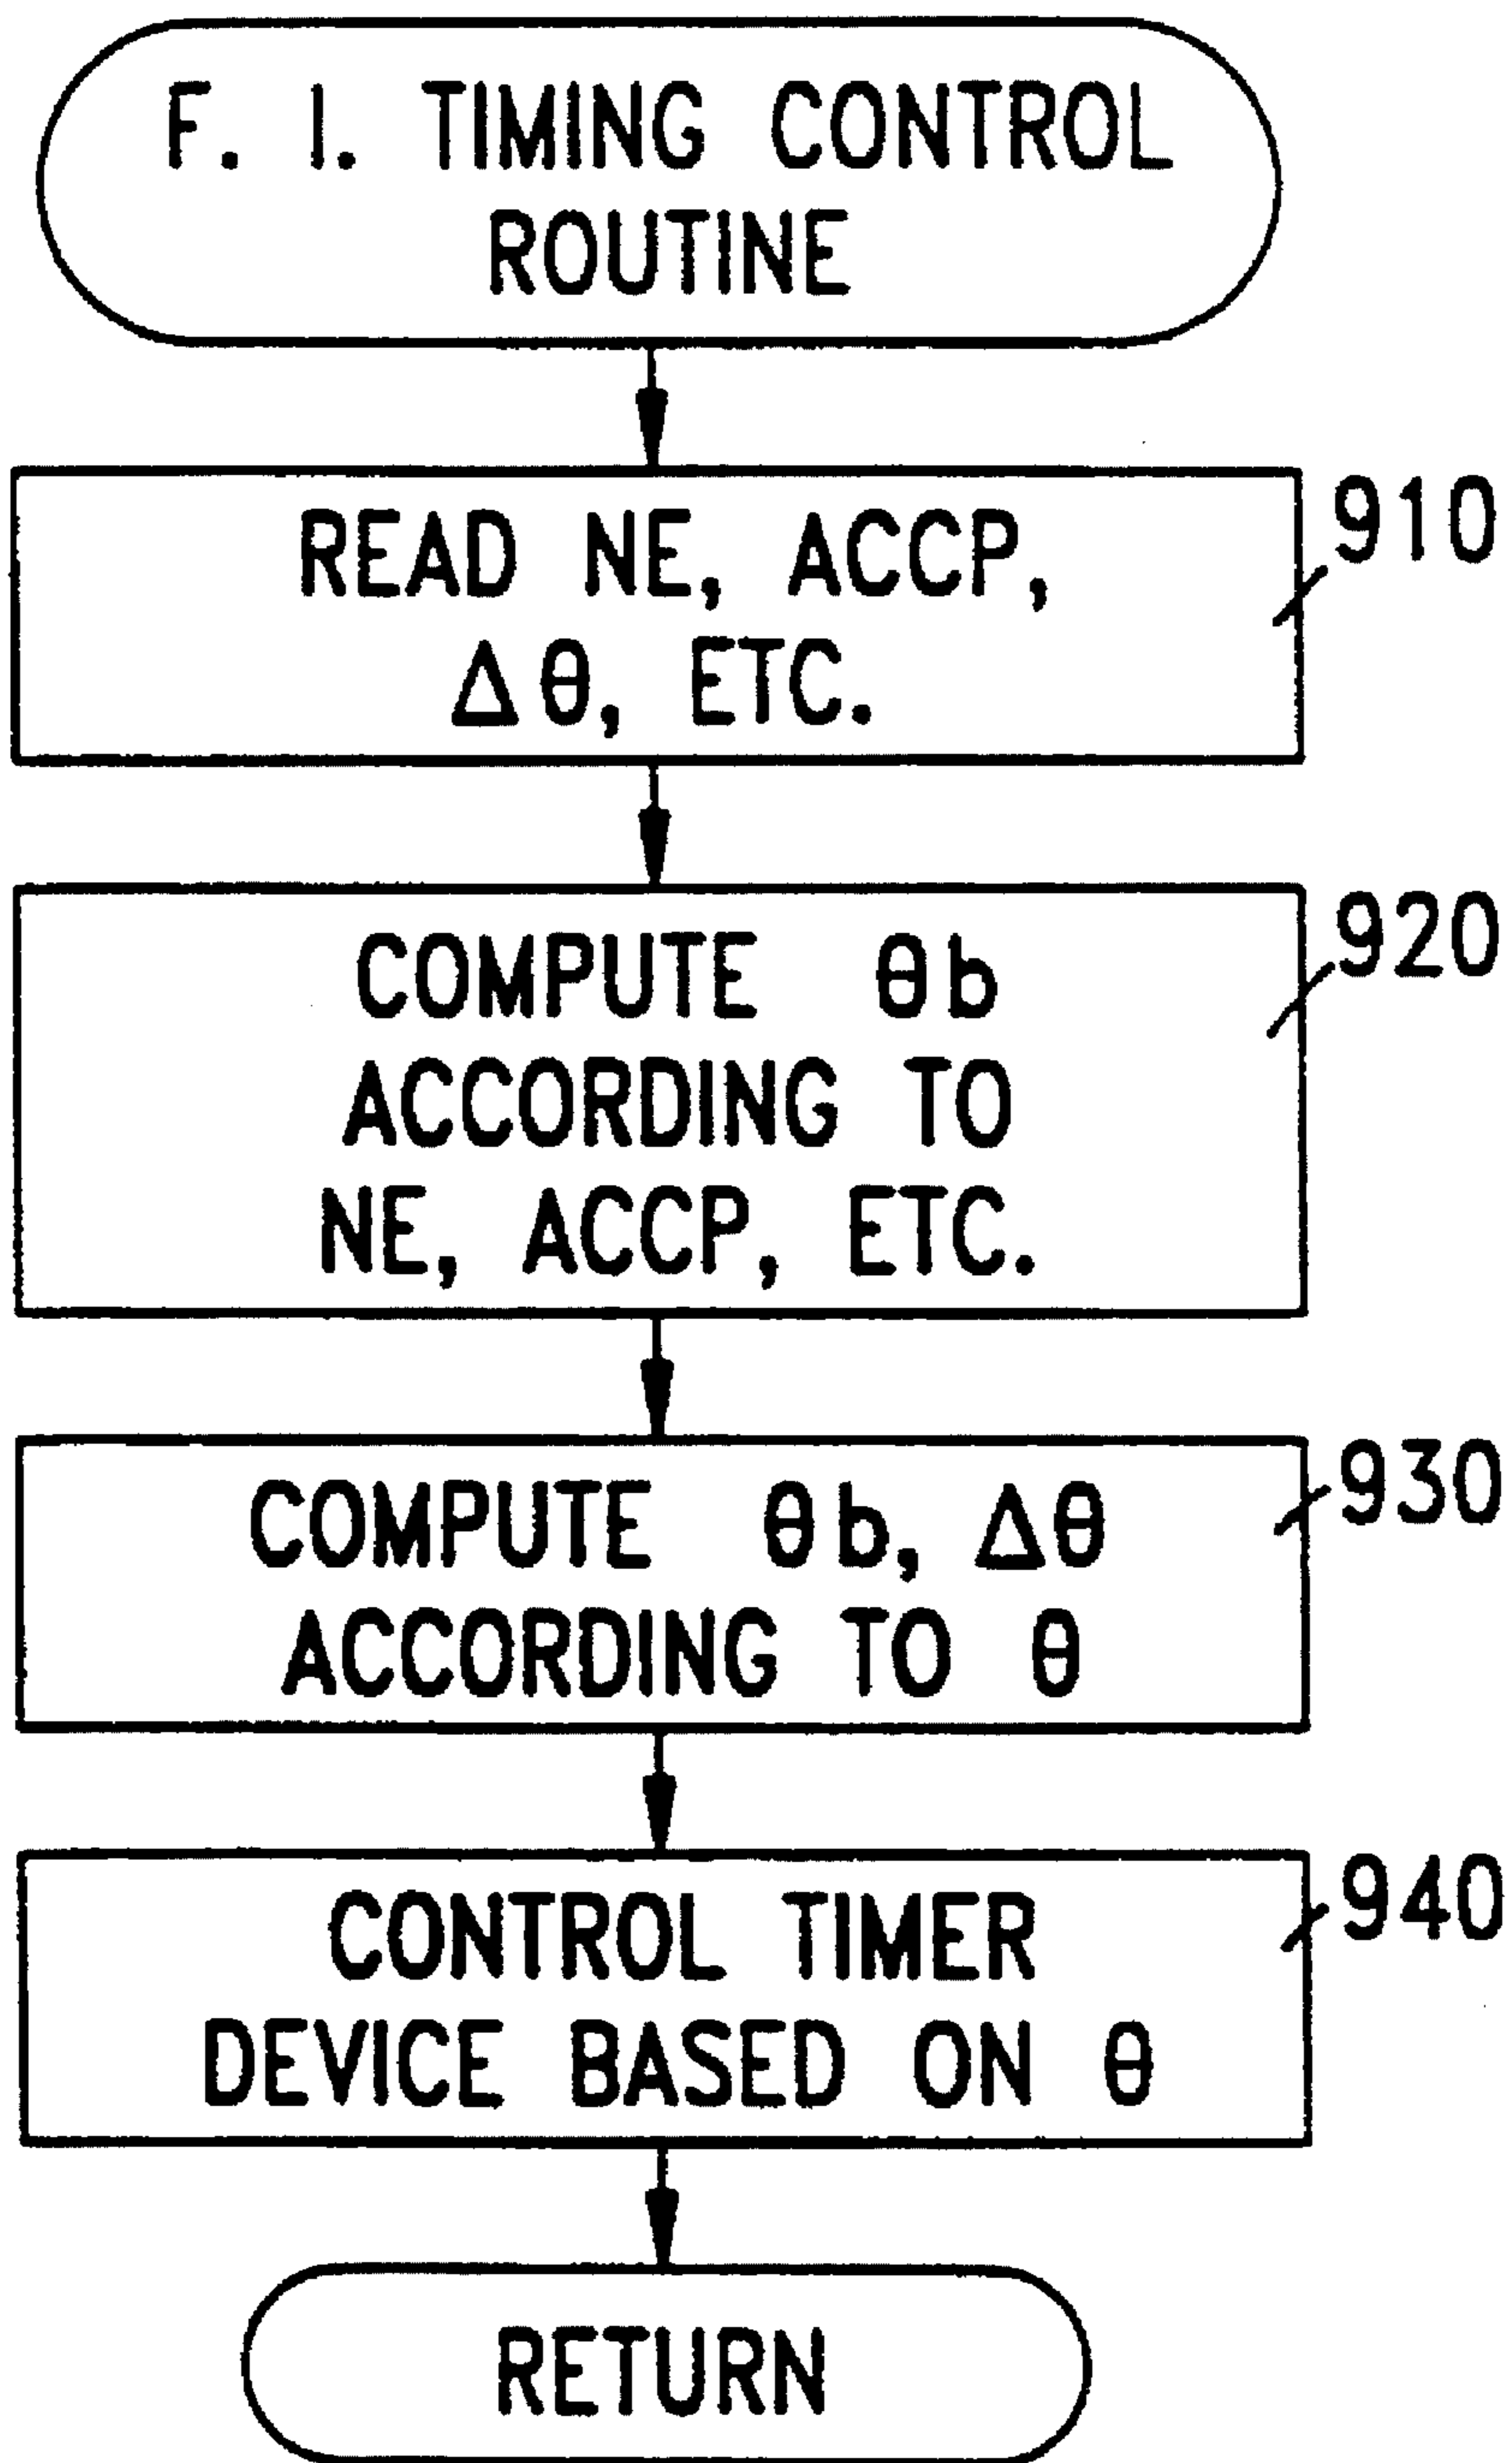 F. I. TIMING CONTROL
ROUTINE
READ NE, ACCP,
Δθ, ETC.
910
COMPUTE θb
ACCORDING TO
NE, ACCP, ETC.
920
COMPUTE θb, Δθ
ACCORDING TO θ
930
CONTROL TIMER
DEVICE BASED ON θ
940
RETURN